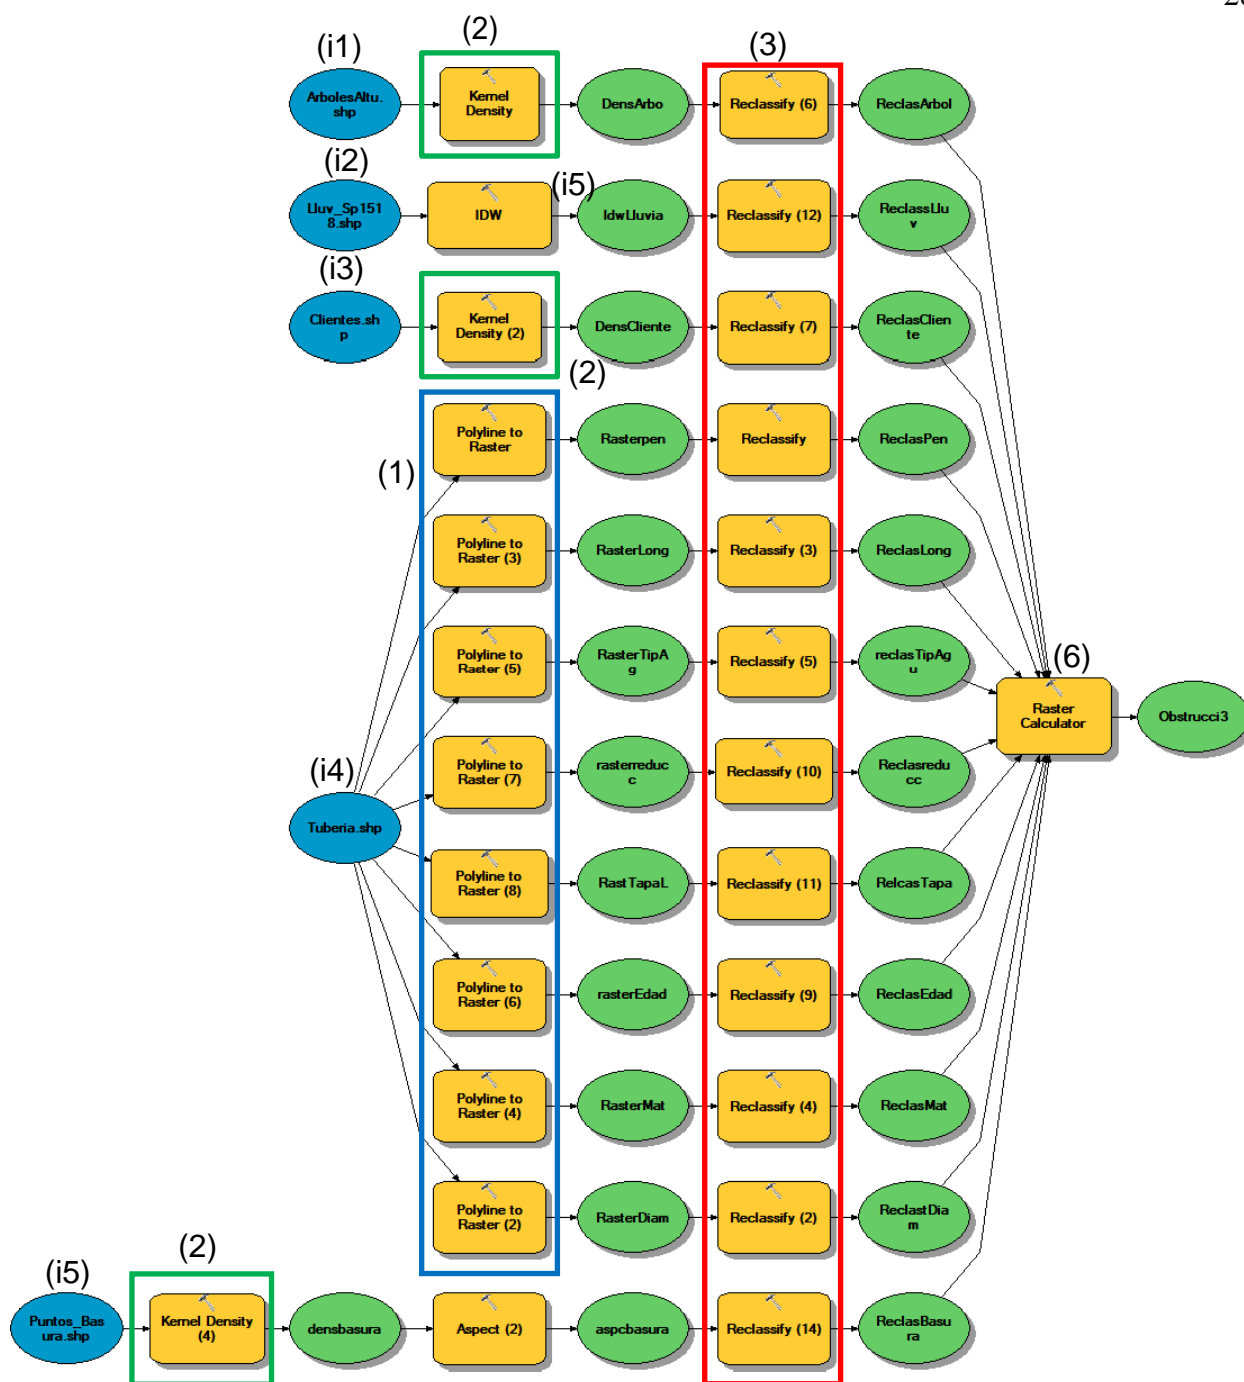 (2)
(i1)
(3)
ArbolesAltu.
shp
Kernel
Density
DensArbo
Reclassify (6)
ReclasArbol
(i2)
(i5)
Lluv_Sp151
8.shp
IDW
IdwLluvia
Reclassify (12)
ReclassLlu
v
(i3)
Clientes.sh
p
Kernel
Density (2)
DensCliente
Reclassify (7)
ReclasClien
te
(2)
(1)
Polyline to
Raster
Rasterpen
Reclassify
ReclasPen
Polyline to
Raster (3)
RasterLong
Reclassify (3)
ReclasLong
Polyline to
Raster (5)
RasterTipA
g
Reclassify (5)
reclasTipAg
u
(6)
Raster
Calculator
Obstrucci3
(i4)
Tuberia.shp
Polyline to
Raster (7)
rasterreduc
c
Reclassify (10)
Reclasredu
cc
Polyline to
Raster (8)
RastTapaL
Reclassify (11)
RelcasTapa
Polyline to
Raster (6)
rasterEdad
Reclassify (9)
ReclasEdad
Polyline to
Raster (4)
RasterMat
Reclassify (4)
ReclasMat
Polyline to
Raster (2)
RasterDiam
Reclassify (2)
ReclastDia
m
(i5)
(2)
Puntos_Bas
ura.shp
Kernel Density
(4)
densbasura
Aspect (2)
aspcbasura
Reclassify (14)
ReclasBasu
ra